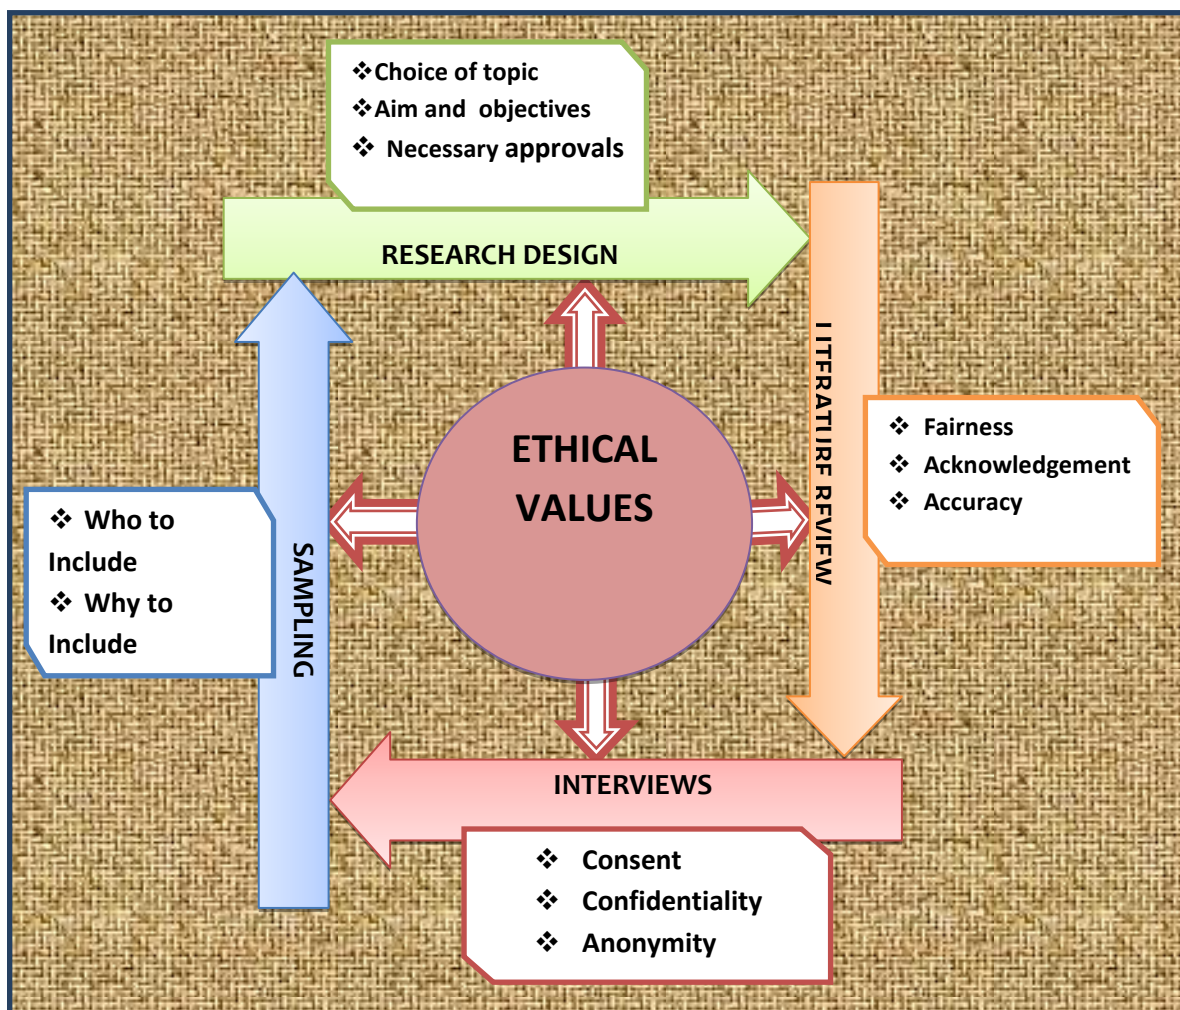 ❖Choice of topic
❖Aim and objectives
❖ Necessary approvals
RESEARCH DESIGN
LITERATURE REVIEW
❖ Fairness
❖ Acknowledgement
❖ Accuracy
ETHICAL
VALUES
❖ Who to
Include
❖ Why to
Include
SAMPLING
INTERVIEWS
❖ Consent
❖ Confidentiality
❖ Anonymity